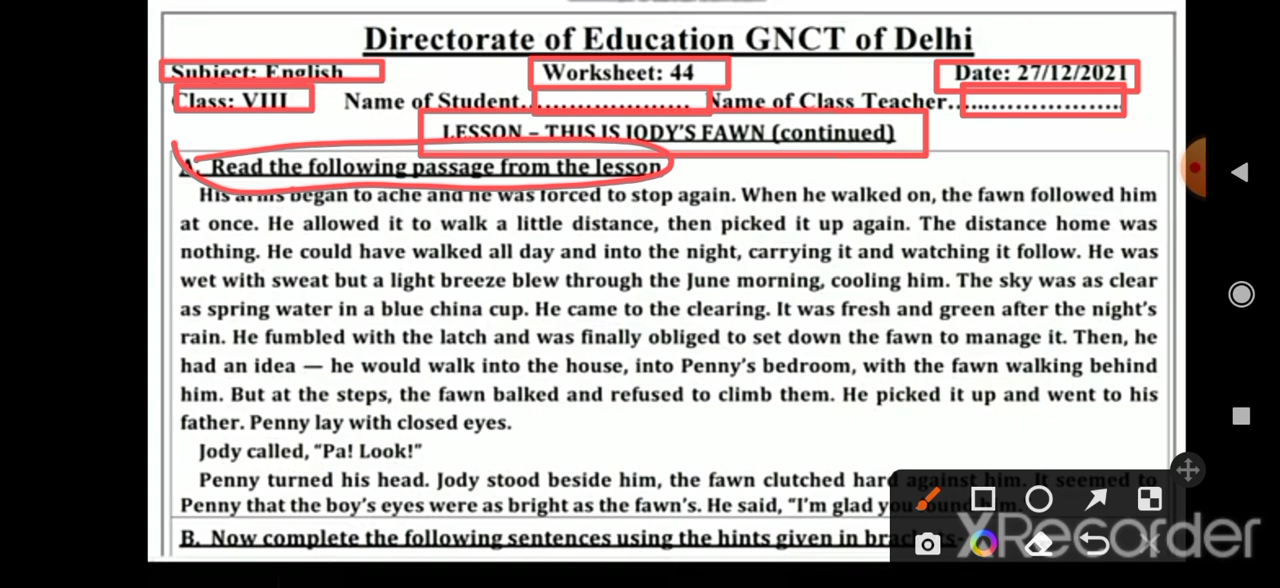 Directorate of Education GNCT of Delhi
Subject: English Worksheet: 44 Date: 27/12/2021
Class: VIII Name of Student..................... Name of Class Teacher.....................
LESSON – THIS IS JODY'S FAWN (continued)
A. Read the following passage from the lesson
His arms began to ache and he was forced to stop again. When he walked on, the fawn followed him
at once. He allowed it to walk a little distance, then picked it up again. The distance home was
nothing. He could have walked all day and into the night, carrying it and watching it follow. He was
wet with sweat but a light breeze blew through the June morning, cooling him. The sky was as clear
as spring water in a blue china cup. He came to the clearing. It was fresh and green after the night's
rain. He fumbled with the latch and was finally obliged to set down the fawn to manage it. Then, he
had an idea — he would walk into the house, into Penny's bedroom, with the fawn walking behind
him. But at the steps, the fawn balked and refused to climb them. He picked it up and went to his
father. Penny lay with closed eyes.
Jody called, "Pa! Look!"
Penny turned his head. Jody stood beside him, the fawn clutched hard against him. It seemed to
Penny that the boy's eyes were as bright as the fawn's. He said, "I'm glad you found him.
B. Now complete the following sentences using the hints given in brackets-
XRecorder